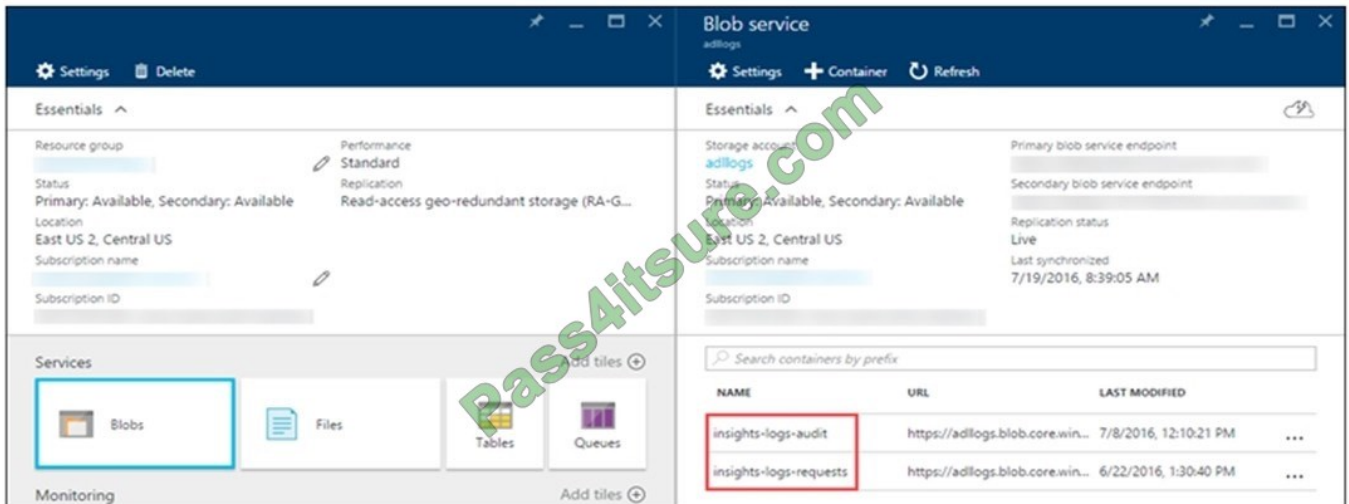 Settings
Delete
Essentials
Resource group
Status
Primary: Available, Secondary: Available
Location
East US 2, Central US
Subscription name
Subscription ID
Performance
Standard
Replication
Read-access geo-redundant storage (RA-G...
Services
Add tiles
Blobs
Files
Tables
Queues
Monitoring
Add tiles
Blob service
adllogs
Settings
Container
Refresh
Essentials
Storage account
adllogs
Status
Primary: Available, Secondary: Available
Location
East US 2, Central US
Subscription name
Subscription ID
Primary blob service endpoint
Secondary blob service endpoint
Replication status
Live
Last synchronized
7/19/2016, 8:39:05 AM
Search containers by prefix
NAME URL LAST MODIFIED
insights-logs-audit https://adllogs.blob.core.win... 7/8/2016, 12:10:21 PM ...
insights-logs-requests https://adllogs.blob.core.win... 6/22/2016, 1:30:40 PM ...
Pass4itsure.com